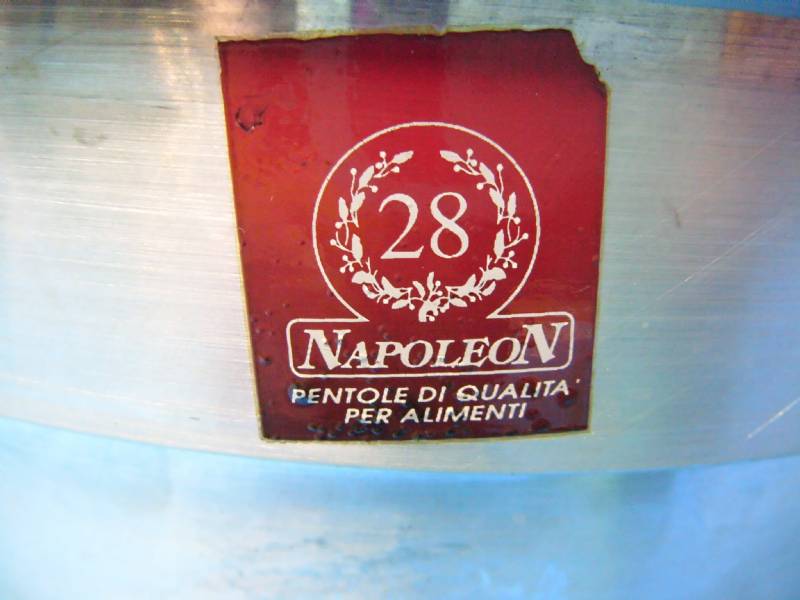 28
NAPOLEON
PENTOLE DI QUALITA'
PER ALIMENTI